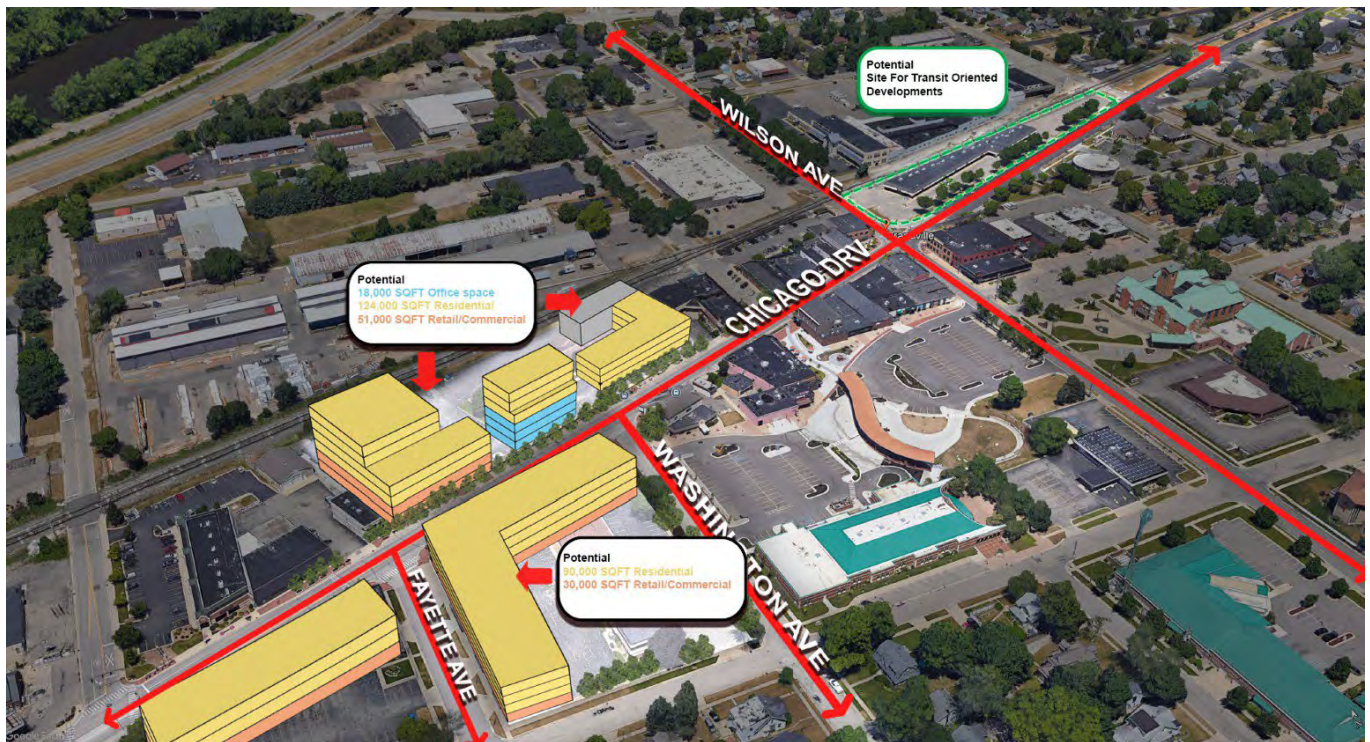 Potential
Site For Transit Oriented
Developments
WILSON AVE
CHICAGO DRV
Potential
18,000 SQFT Office space
124,000 SQFT Residential
51,000 SQFT Retail/Commercial
WASHINGTON AVE
Potential
90,000 SQFT Residential
30,000 SQFT Retail/Commercial
FAYETTE AVE